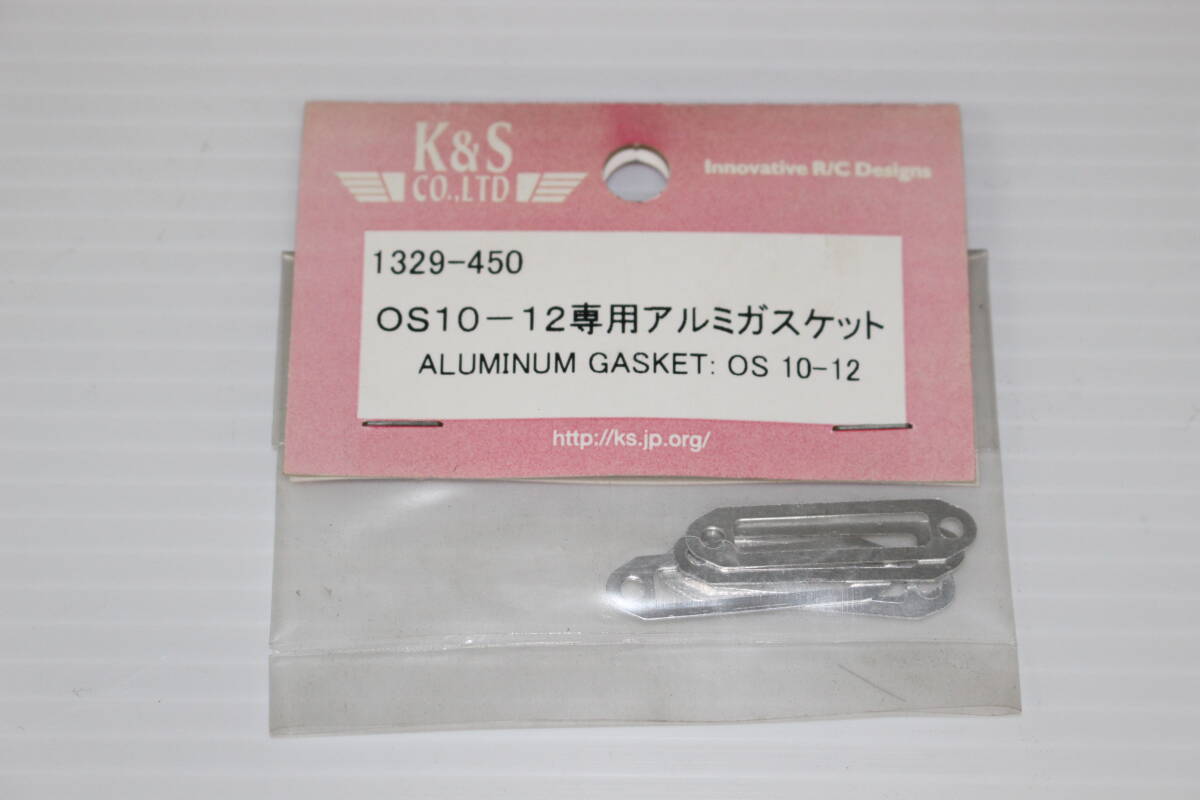 K&S
CO.,LTD
Innovative R/C Designs
1329-450
OS10-12専用アルミガスケット
ALUMINUM GASKET: OS 10-12
http://ks.jp.org/